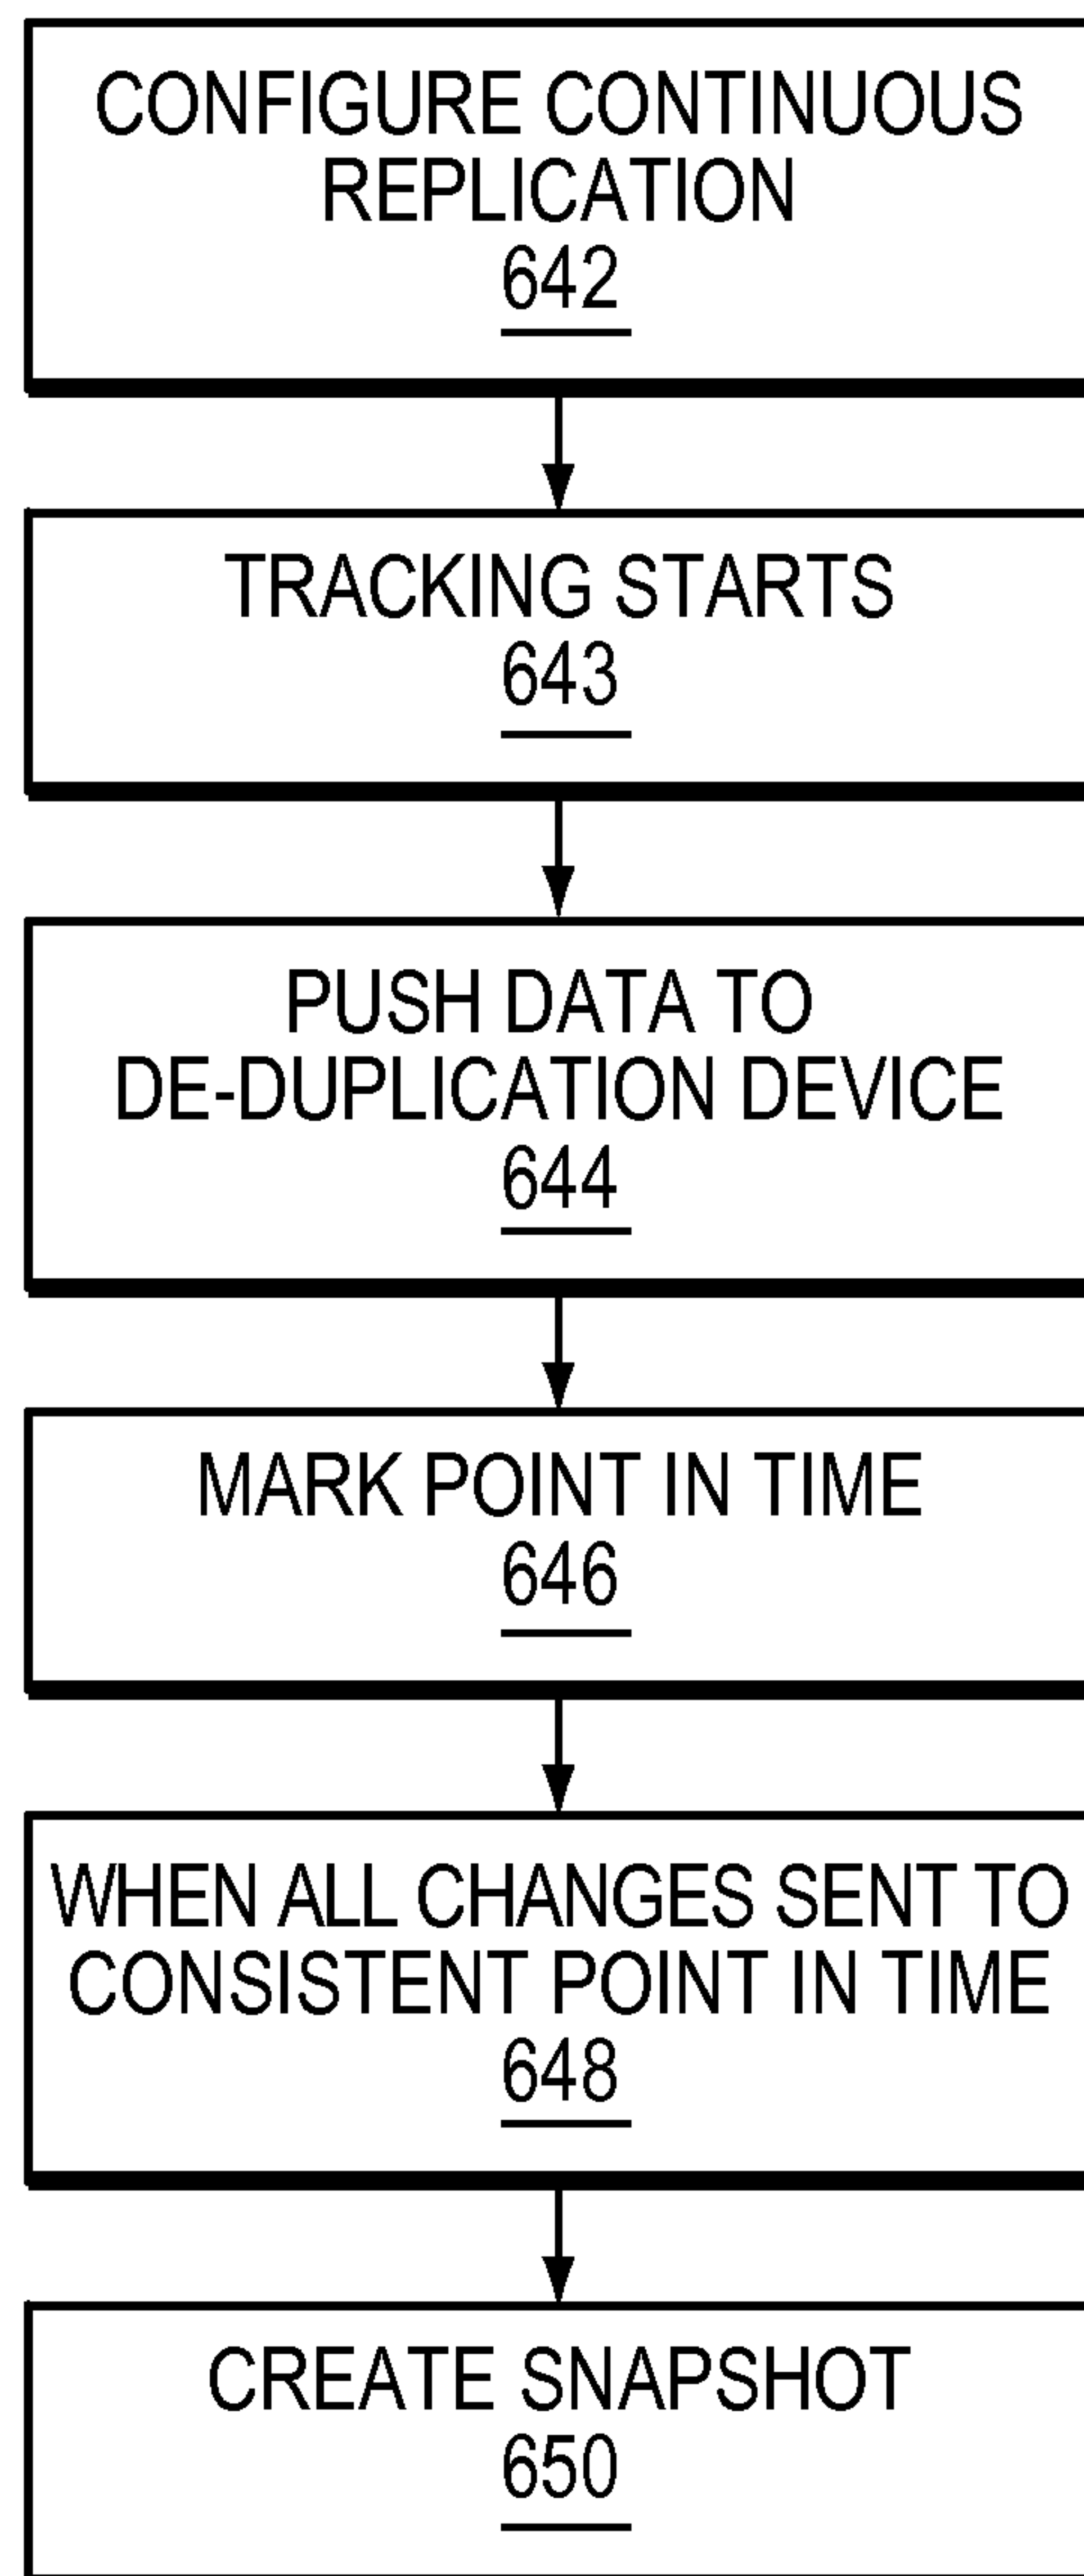 CONFIGURE CONTINUOUS
REPLICATION
642
TRACKING STARTS
643
PUSH DATA TO
DE-DUPLICATION DEVICE
644
MARK POINT IN TIME
646
WHEN ALL CHANGES SENT TO
CONSISTENT POINT IN TIME
648
CREATE SNAPSHOT
650